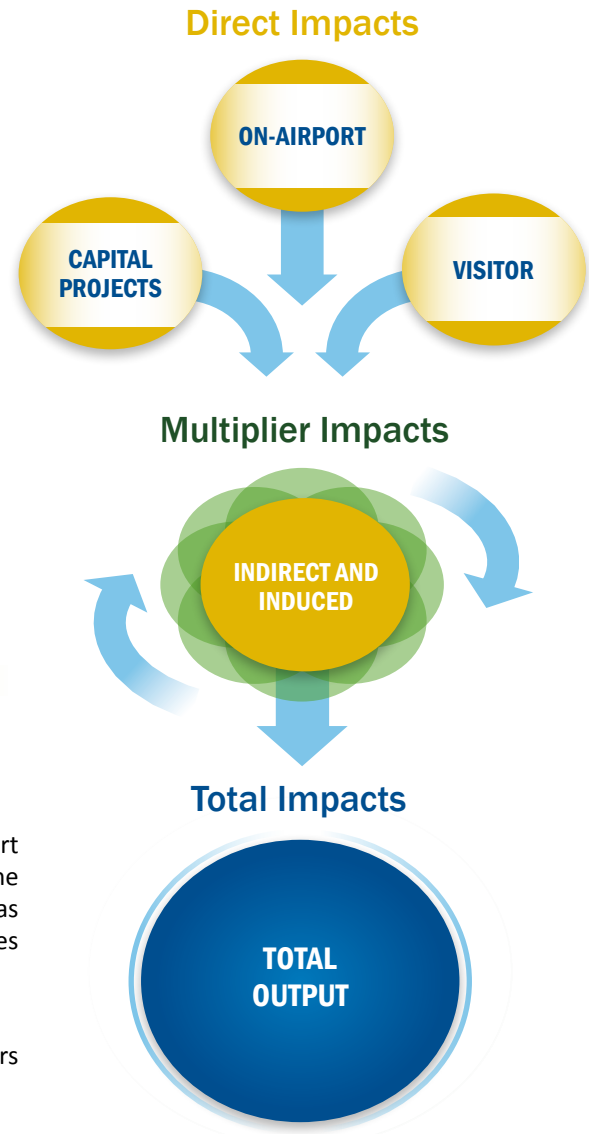 Direct Impacts
ON-AIRPORT
CAPITAL
PROJECTS
VISITOR
Multiplier Impacts
INDIRECT AND
INDUCED
Total Impacts
TOTAL
OUTPUT